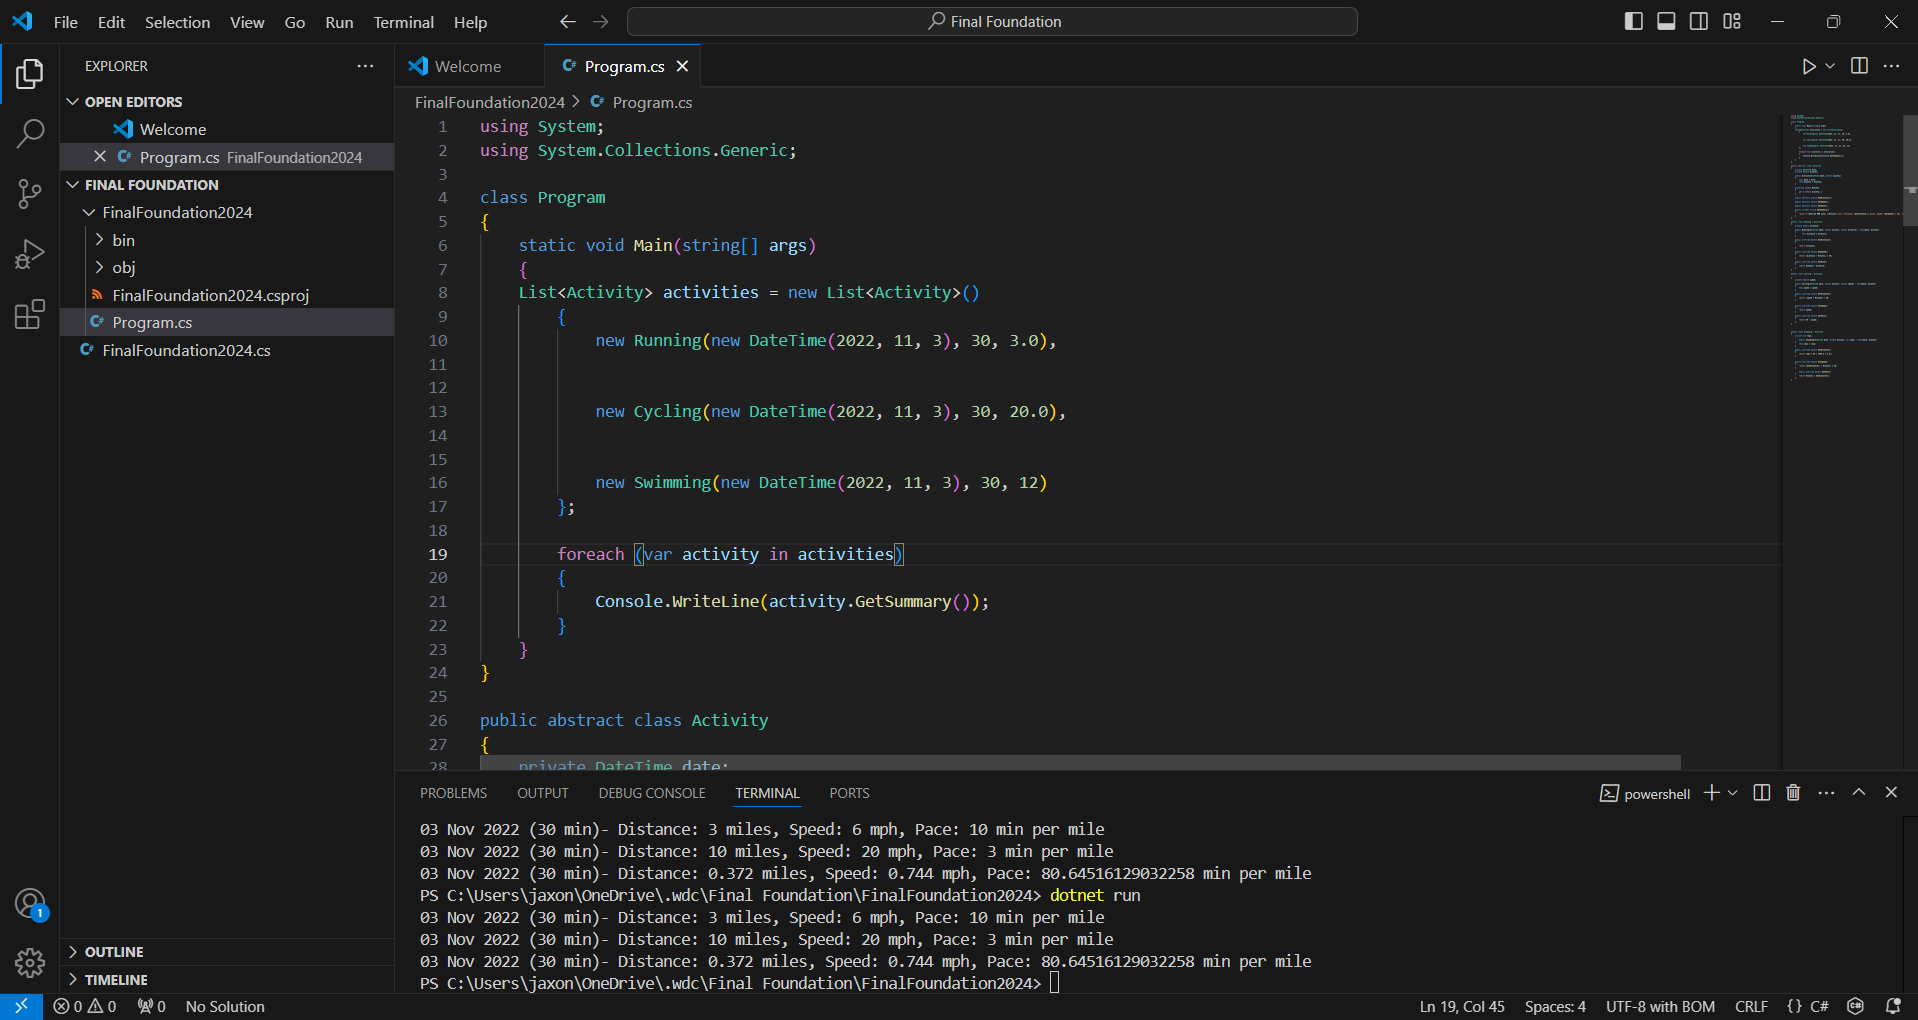 File Edit Selection View Go Run Terminal Help
Final Foundation
EXPLORER
OPEN EDITORS
Welcome
Program.cs FinalFoundation2024
FINAL FOUNDATION
FinalFoundation2024
bin
obj
FinalFoundation2024.csproj
Program.cs
FinalFoundation2024.cs
OUTLINE
TIMELINE
Welcome
Program.cs
FinalFoundation2024 > Program.cs
1 using System;
2 using System.Collections.Generic;
3
4 class Program
5 {
6 static void Main(string[] args)
7 {
8 List<Activity> activities = new List<Activity>()
9 {
10 new Running(new DateTime(2022, 11, 3), 30, 3.0),
11
12
13 new Cycling(new DateTime(2022, 11, 3), 30, 20.0),
14
15
16 new Swimming(new DateTime(2022, 11, 3), 30, 12)
17 };
18
19 foreach (var activity in activities)
20 {
21 Console.WriteLine(activity.GetSummary());
22 }
23 }
24 }
25
26 public abstract class Activity
27 {
28 private DateTime date;
PROBLEMS OUTPUT DEBUG CONSOLE TERMINAL PORTS
powershell
03 Nov 2022 (30 min)- Distance: 3 miles, Speed: 6 mph, Pace: 10 min per mile
03 Nov 2022 (30 min)- Distance: 10 miles, Speed: 20 mph, Pace: 3 min per mile
03 Nov 2022 (30 min)- Distance: 0.372 miles, Speed: 0.744 mph, Pace: 80.64516129032258 min per mile
PS C:\Users\jaxon\OneDrive\.wdc\Final Foundation\FinalFoundation2024> dotnet run
03 Nov 2022 (30 min)- Distance: 3 miles, Speed: 6 mph, Pace: 10 min per mile
03 Nov 2022 (30 min)- Distance: 10 miles, Speed: 20 mph, Pace: 3 min per mile
03 Nov 2022 (30 min)- Distance: 0.372 miles, Speed: 0.744 mph, Pace: 80.64516129032258 min per mile
PS C:\Users\jaxon\OneDrive\.wdc\Final Foundation\FinalFoundation2024>
1
0 0 0 No Solution
Ln 19, Col 45 Spaces: 4 UTF-8 with BOM CRLF {} C#